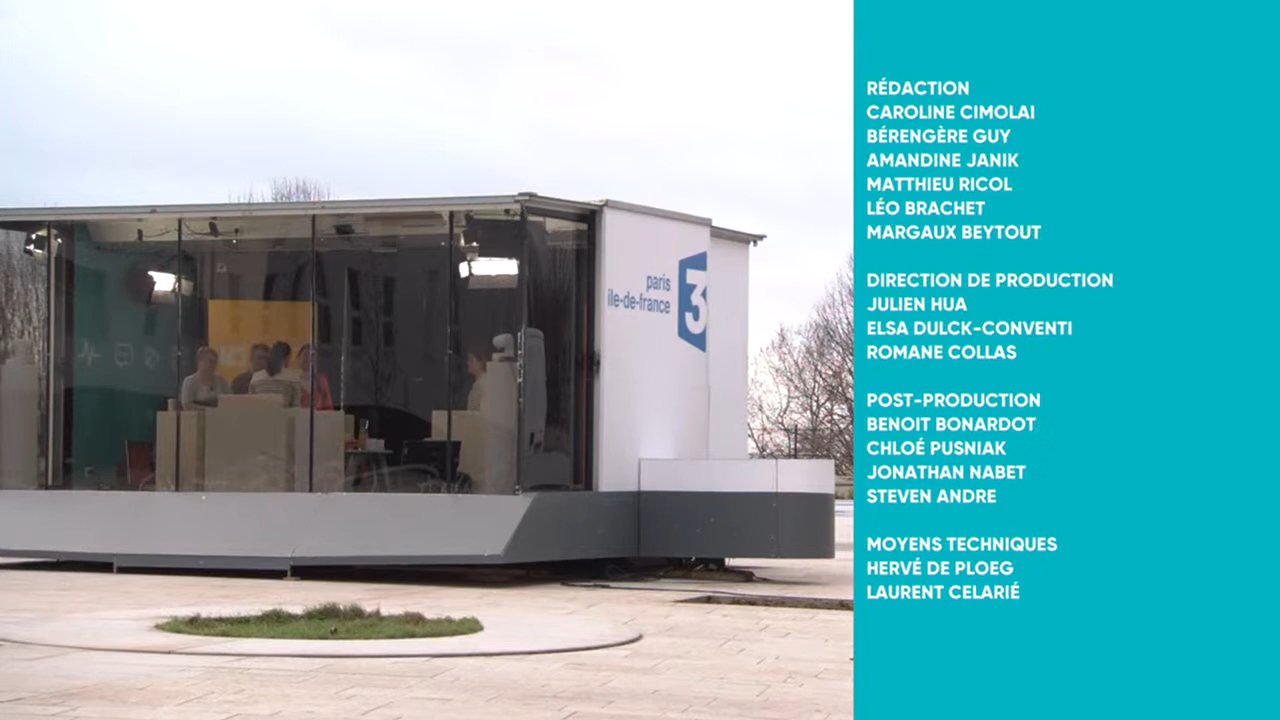 paris
île-de-france
3
RÉDACTION
CAROLINE CIMOLAI
BÉRENGÈRE GUY
AMANDINE JANIK
MATTHIEU RICOL
LÉO BRACHET
MARGAUX BEYTOUT
DIRECTION DE PRODUCTION
JULIEN HUA
ELSA DULCK-CONVENTI
ROMANE COLLAS
POST-PRODUCTION
BENOIT BONARDOT
CHLOÉ PUSNIAK
JONATHAN NABET
STEVEN ANDRE
MOYENS TECHNIQUES
HERVÉ DE PLOEG
LAURENT CELARIÉ